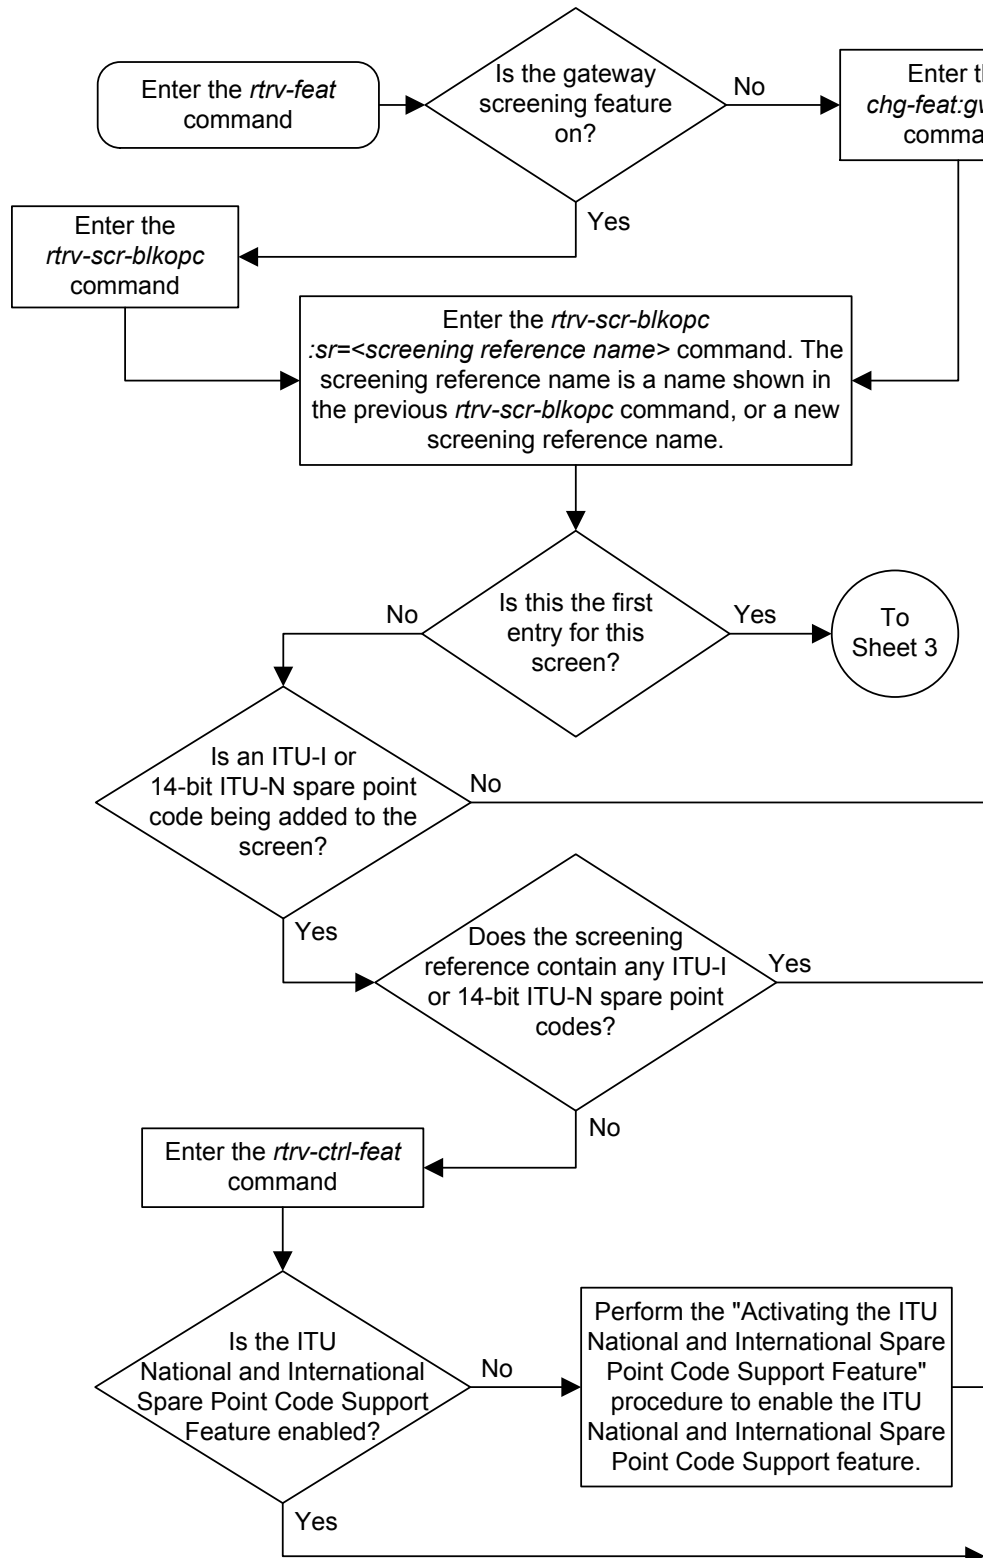 Enter the rtrv-feat
command
Is the gateway
screening feature
on?
No
Enter
chg-feat:
Yes
Enter the
rtrv-scr-blkopc
command
Enter the rtrv-scr-blkopc
:sr=<screening reference name> command. The
screening reference name is a name shown in
the previous rtrv-scr-blkopc command, or a new
screening reference name.
Is this the first
entry for this
screen?
No
Yes
To
Sheet 3
Is an ITU-I or
14-bit ITU-N spare point
code being added to the
screen?
No
Yes
Does the screening
reference contain any ITU-I
or 14-bit ITU-N spare point
codes?
Yes
No
Enter the rtrv-ctrl-feat
command
Is the ITU
National and International
Spare Point Code Support
Feature enabled?
No
Yes
Perform the "Activating the ITU
National and International Spare
Point Code Support Feature"
procedure to enable the ITU
National and International Spare
Point Code Support feature.